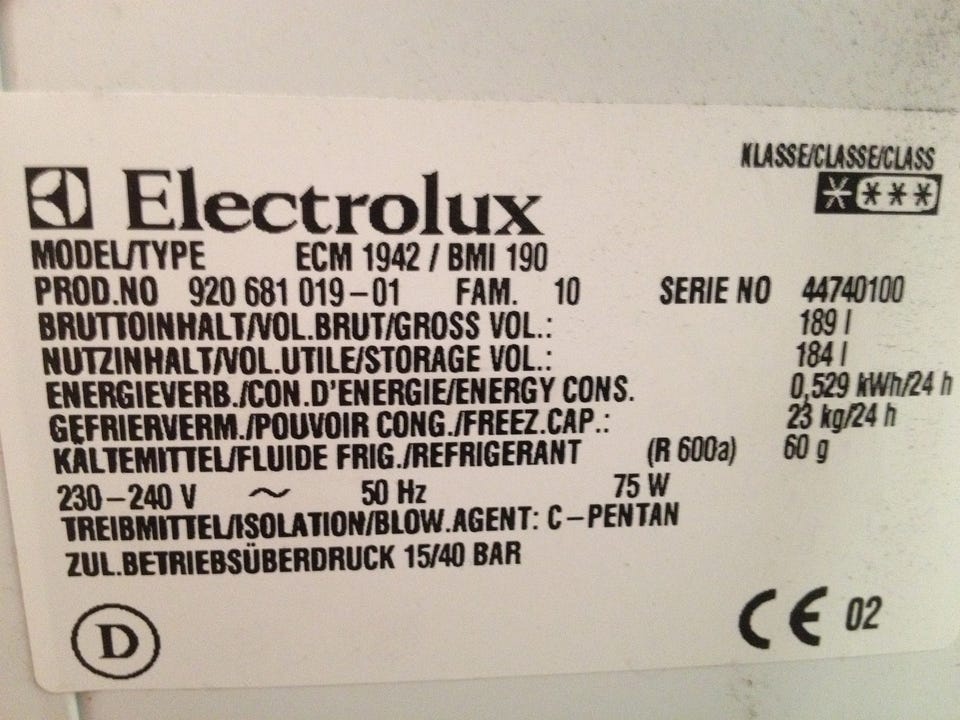 KLASSE/CLASSE/CLASS
Electrolux
MODEL/TYPE ECM 1942 / BMI 190
PROD.NO 920 681 019-01 FAM. 10 SERIE NO 44740100
BRUTTOINHALT/VOL.BRUT/GROSS VOL.: 189 l
NUTZINHALT/VOL.UTILE/STORAGE VOL.: 184 l
ENERGIEVERB./CON.D'ENERGIE/ENERGY CONS. 0,529 kWh/24 h
GEFRIERVERM./POUVOIR CONG./FREEZ.CAP.: 23 kg/24 h
KALTEMITTEL/FLUIDE FRIG./REFRIGERANT (R 600a) 60 g
230-240 V ~ 50 Hz 75 W
TREIBMITTEL/ISOLATION/BLOW.AGENT: C-PENTAN
ZUL.BETRIEBSÜBERDRUCK 15/40 BAR
D
CE 02